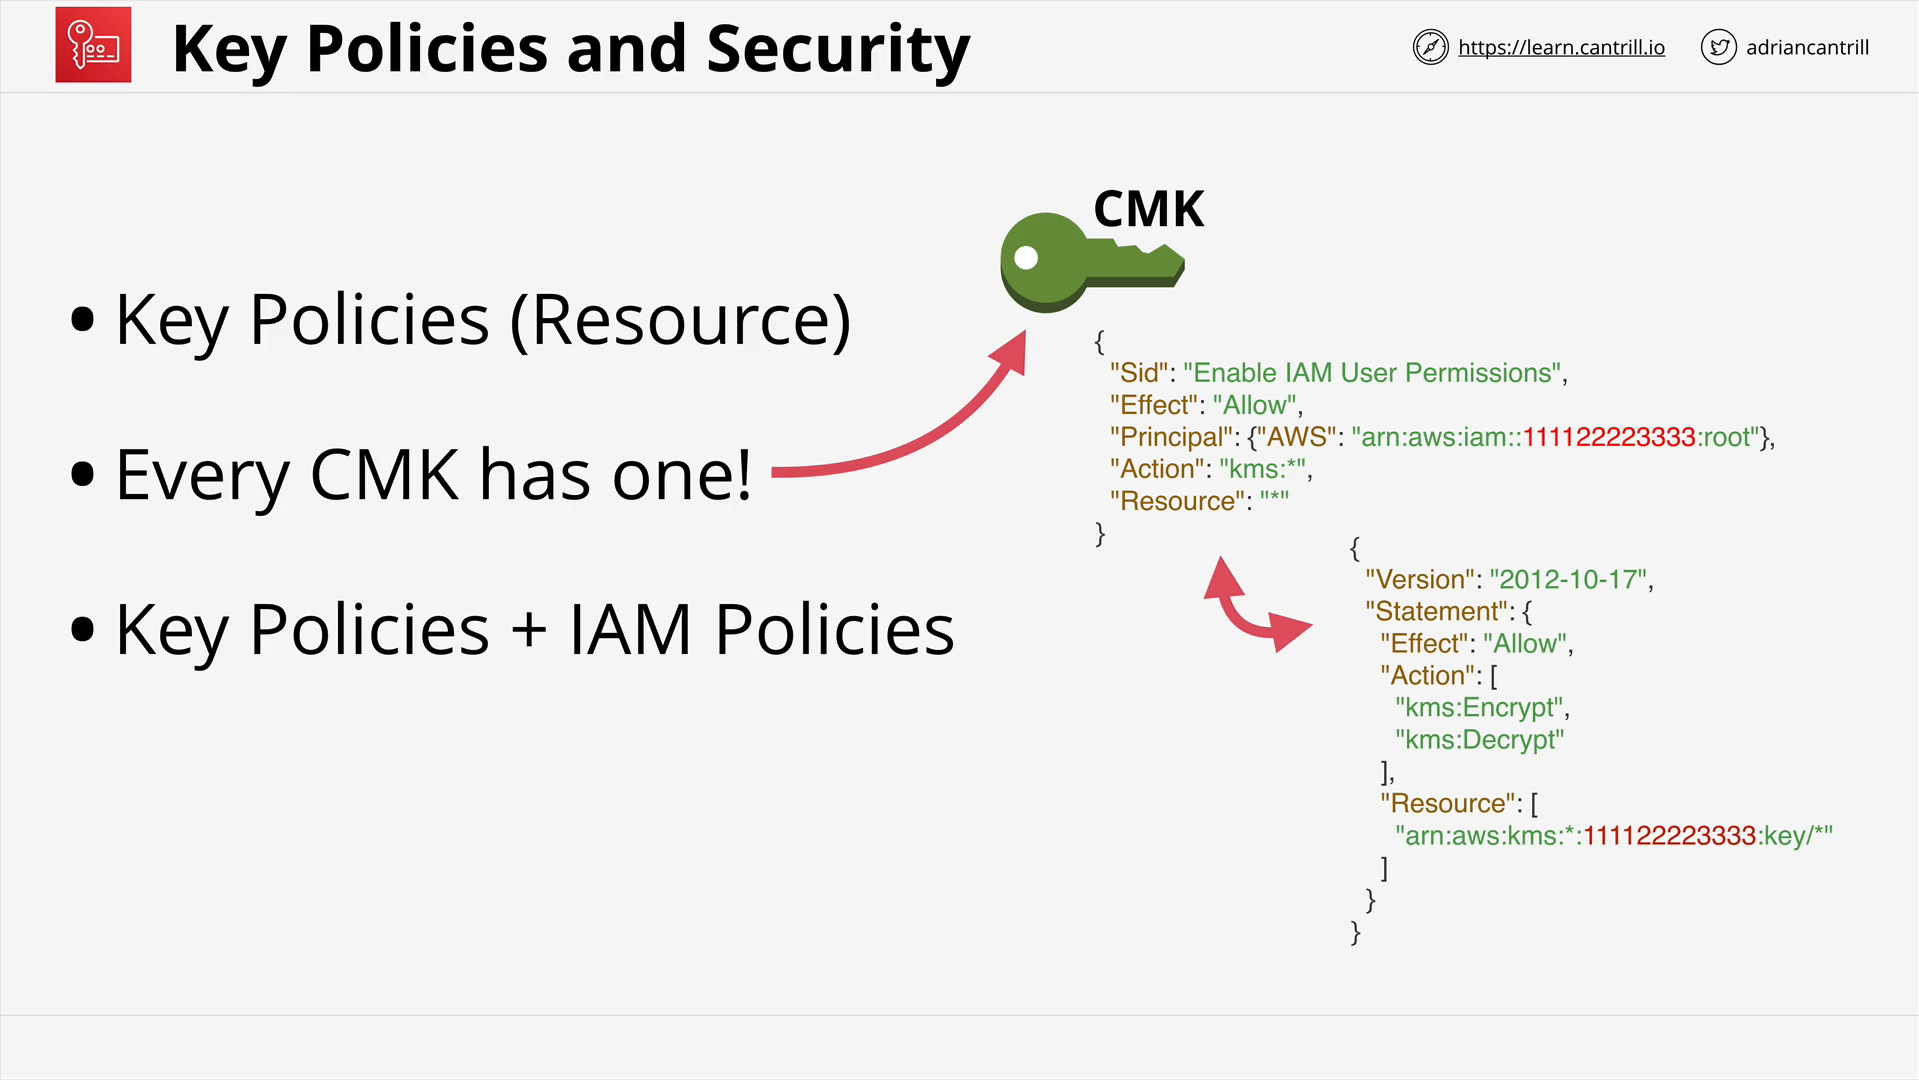 Key Policies and Security
https://learn.cantrill.io
adriancantrill
• Key Policies (Resource)
• Every CMK has one!
• Key Policies + IAM Policies
CMK
{
"Sid": "Enable IAM User Permissions",
"Effect": "Allow",
"Principal": {"AWS": "arn:aws:iam::111122223333:root"},
"Action": "kms:*",
"Resource": "*"
}
{
"Version": "2012-10-17",
"Statement": {
"Effect": "Allow",
"Action": [
"kms:Encrypt",
"kms:Decrypt"
],
"Resource": [
"arn:aws:kms:*:111122223333:key/*"
]
}
}